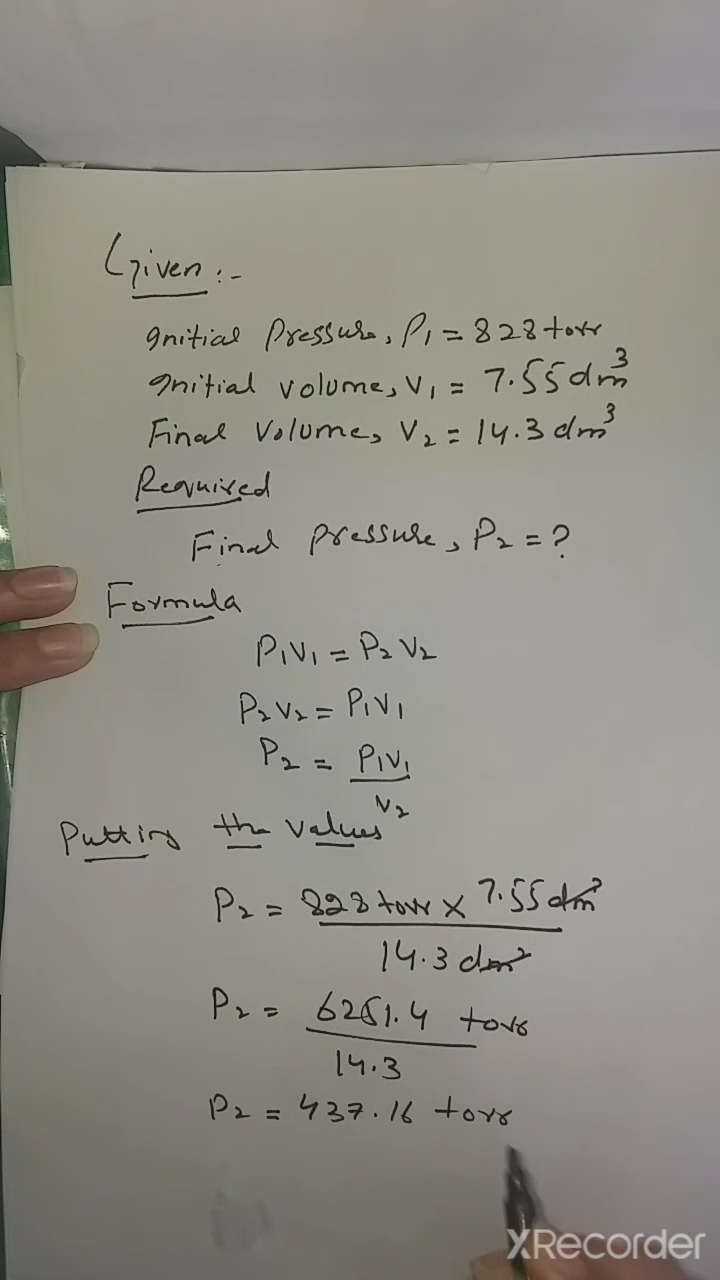 Given :-
Initial Pressure, P₁ = 828 torr
Initial volume, V₁ = 7.55 dm³
Final Volume, V₂ = 14.3 dm³
Required
Final pressure, P₂ = ?
Formula
P₁V₁ = P₂V₂
P₂V₂ = P₁V₁
P₂ = P₁V₁
V₂
Putting the values
P₂ = 828 torr × 7.55 dm³
14.3 dm³
P₂ = 6251.4 torr
14.3
P₂ = 437.16 torr
XRecorder